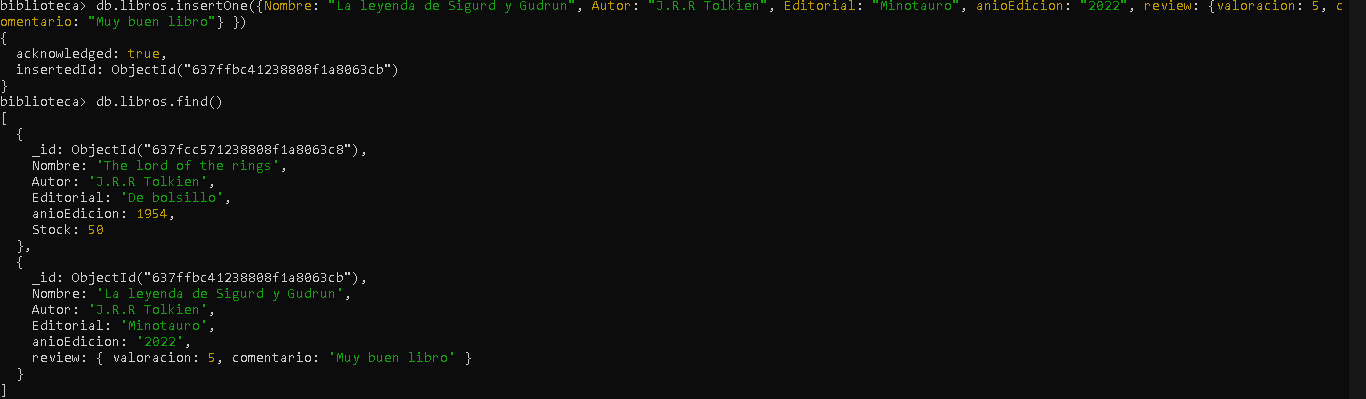 biblioteca> db.libros.insertOne({Nombre: "La leyenda de Sigurd y Gudrun", Autor: "J.R.R Tolkien", Editorial: "Minotauro", anioEdicion: "2022", review: {valoracion: 5, c
omentario: "Muy buen libro"} })
{
  acknowledged: true,
  insertedId: ObjectId("637ffbc41238808f1a8063cb")
}
biblioteca> db.libros.find()
[
  {
    _id: ObjectId("637fcc571238808f1a8063c8"),
    Nombre: 'The lord of the rings',
    Autor: 'J.R.R Tolkien',
    Editorial: 'De bolsillo',
    anioEdicion: 1954,
    Stock: 50
  },
  {
    _id: ObjectId("637ffbc41238808f1a8063cb"),
    Nombre: 'La leyenda de Sigurd y Gudrun',
    Autor: 'J.R.R Tolkien',
    Editorial: 'Minotauro',
    anioEdicion: '2022',
    review: { valoracion: 5, comentario: 'Muy buen libro' }
  }
]